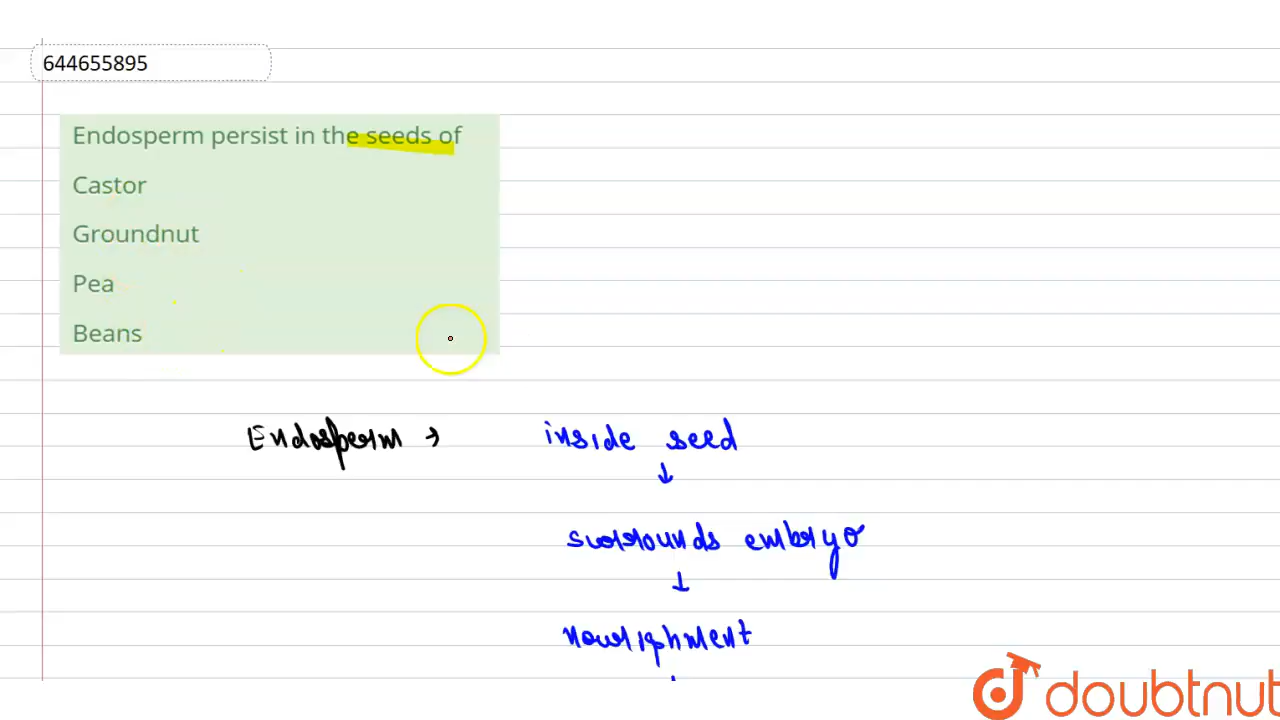 644655895
Endosperm persist in the seeds of
Castor
Groundnut
Pea
Beans
Endosperm → inside seed
↓
surrounds embryo
↓
nourishment
doubtnut